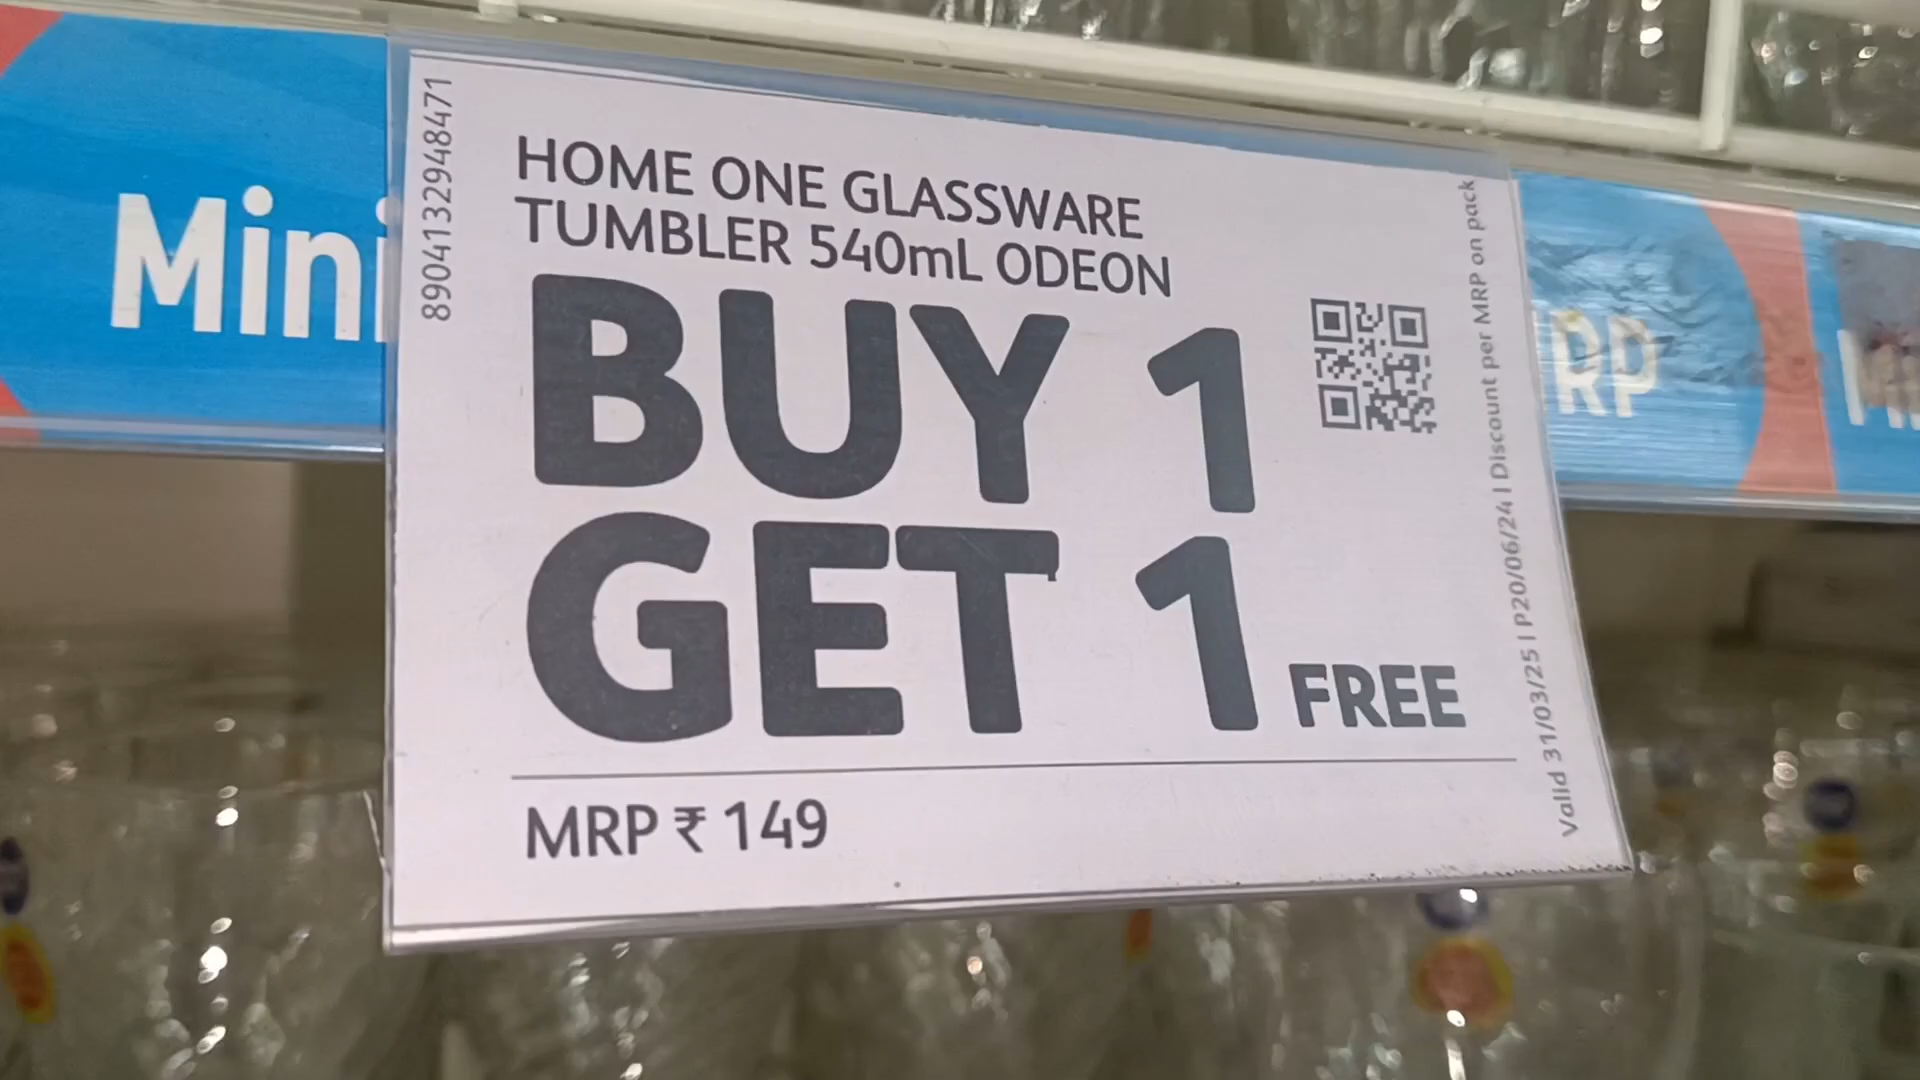 Mini
8904132948471
HOME ONE GLASSWARE
TUMBLER 540mL ODEON
BUY 1
GET 1 FREE
MRP ₹ 149
Valid 31/03/25 | P20/06/24 | Discount per MRP on pack
RP